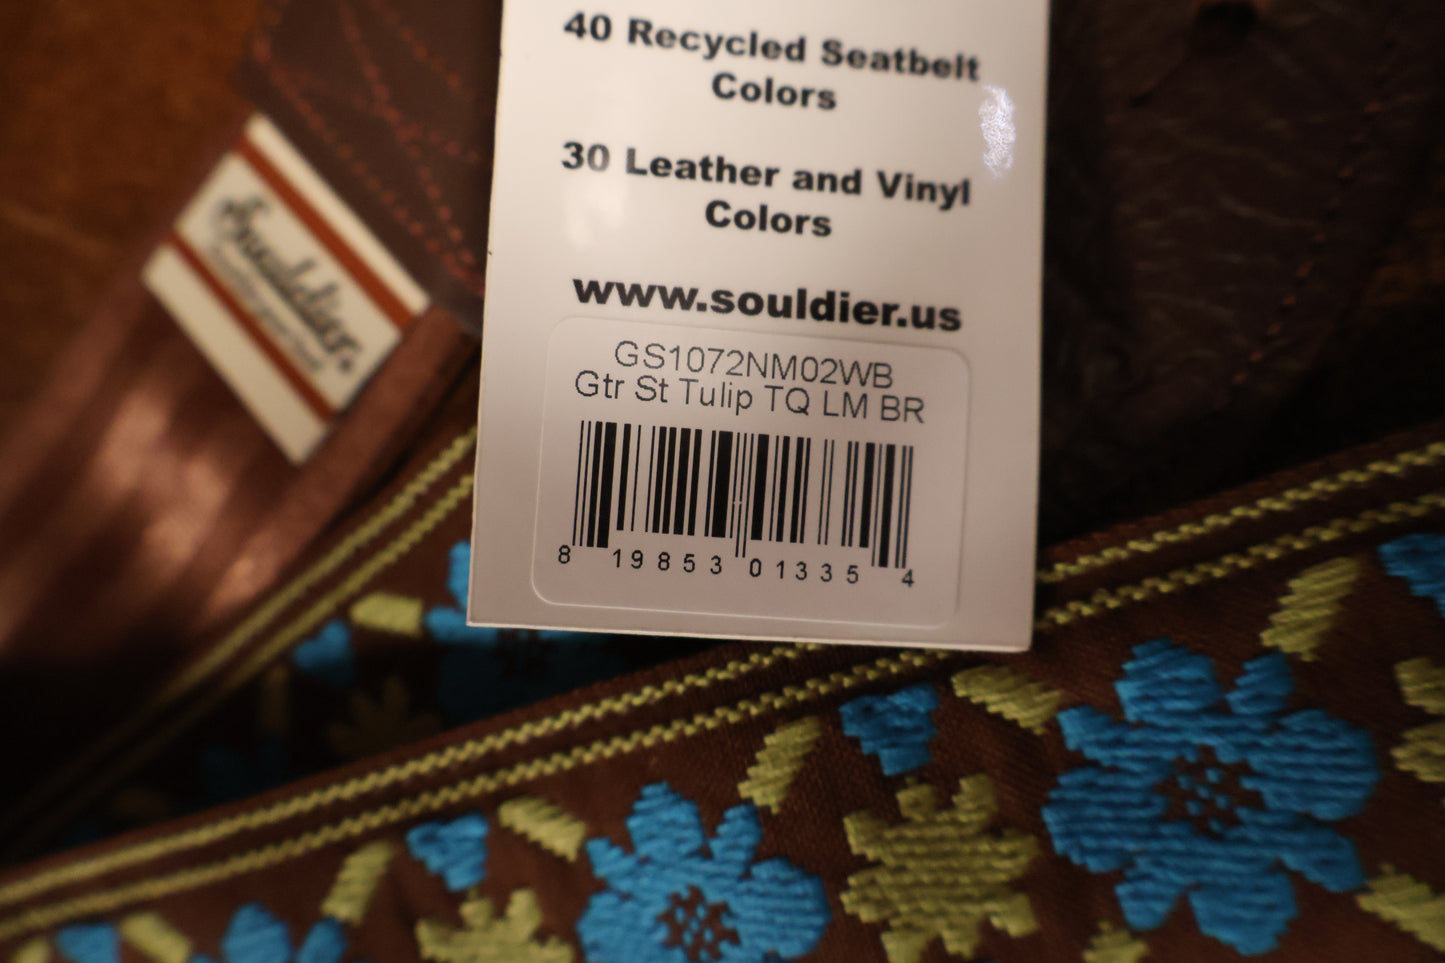 40 Recycled Seatbelt
Colors
30 Leather and Vinyl
Colors
www.souldier.us
GS1072NM02WB
Gtr St Tulip TQ LM BR
8 19853 01335 4
Souldier